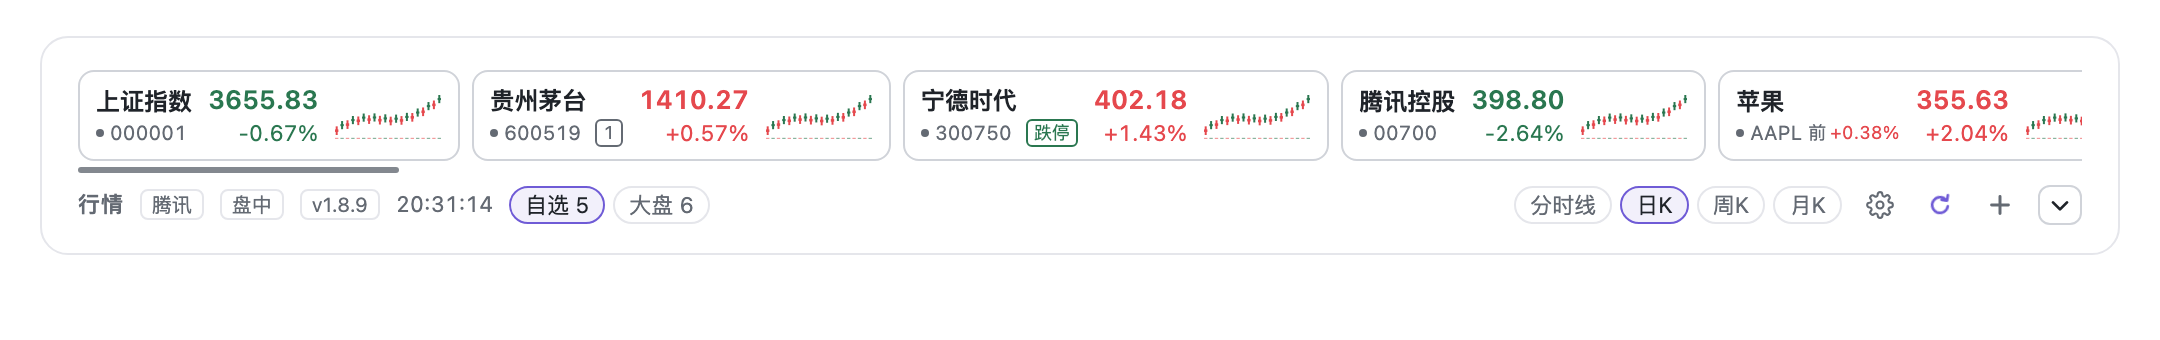 上证指数 3655.83
000001 -0.67%
贵州茅台 1410.27
600519 1 +0.57%
宁德时代 402.18
300750 跌停 +1.43%
腾讯控股 398.80
00700 -2.64%
苹果 355.63
AAPL 前 +0.38% +2.04%
行情 腾讯 盘中 v1.8.9 20:31:14 自选 5 大盘 6 分时线 日K 周K 月K